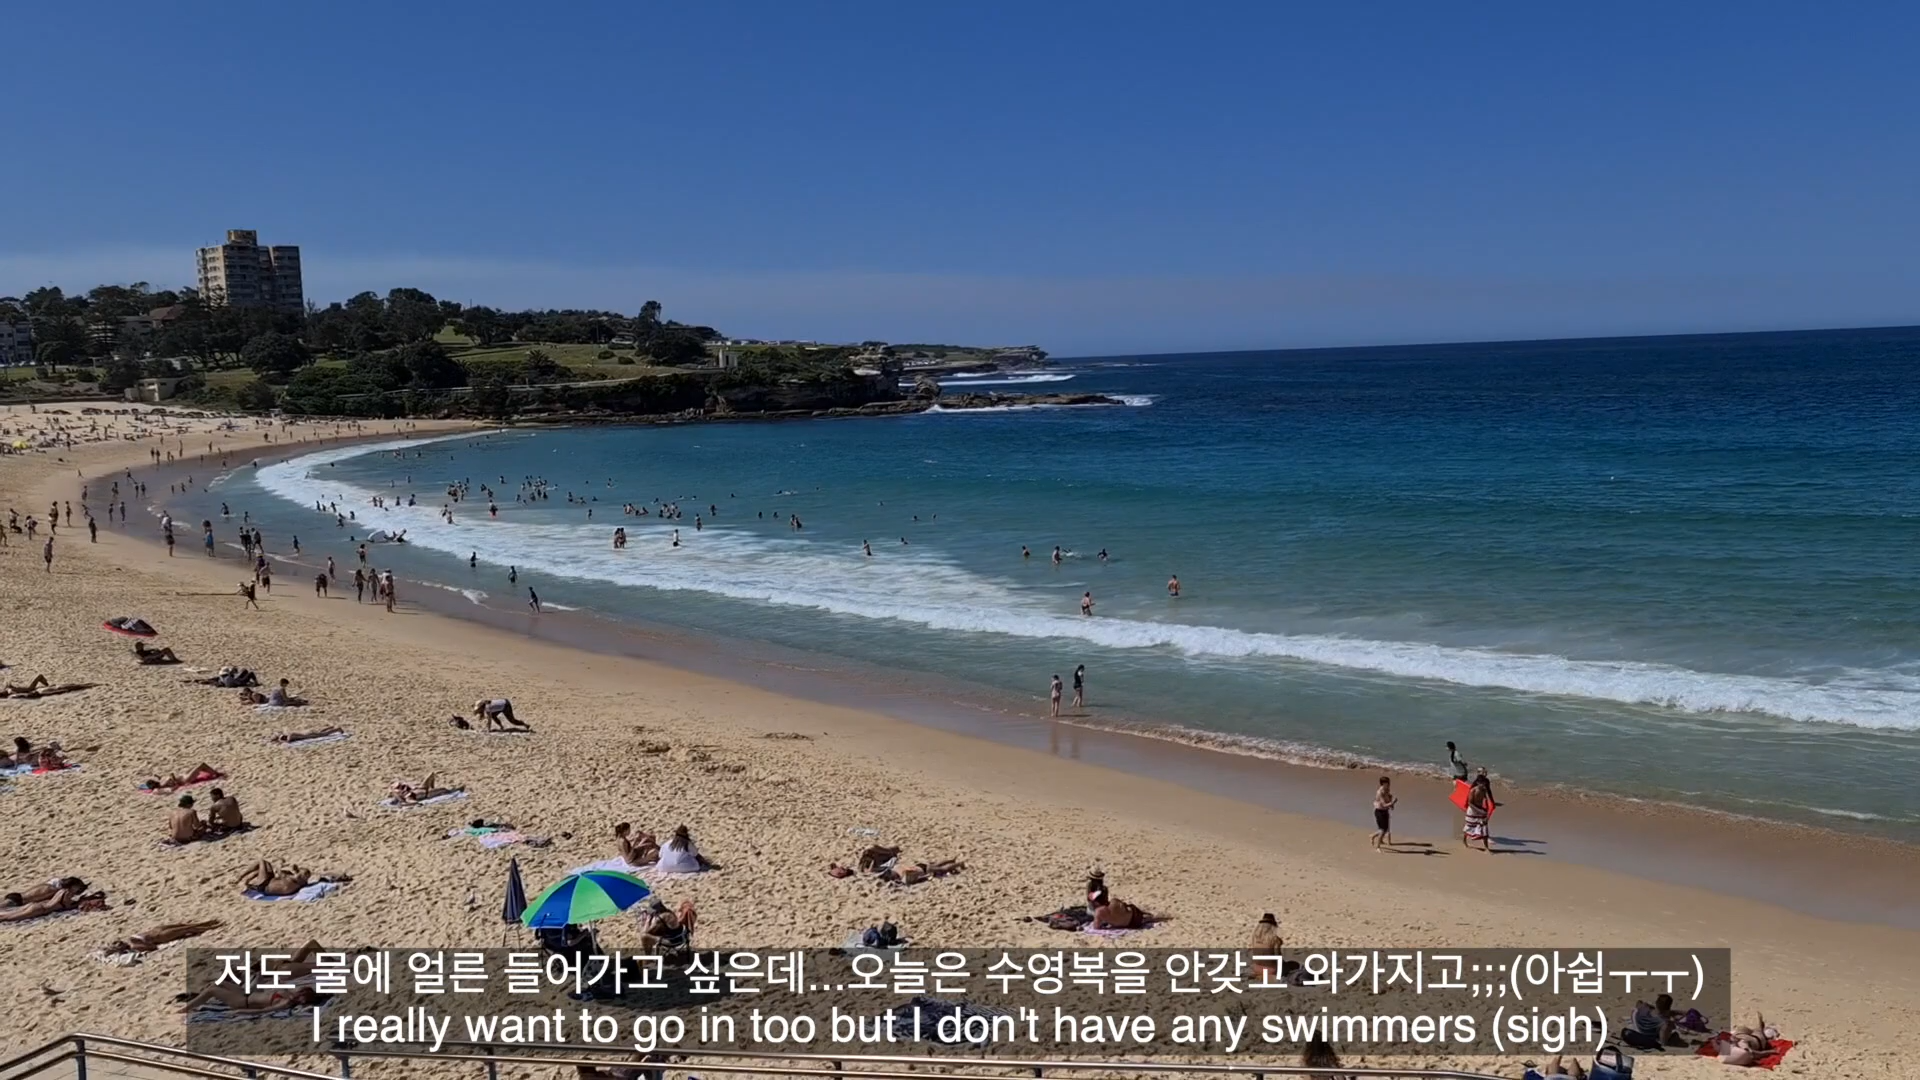 저도 물에 얼른 들어가고 싶은데...오늘은 수영복을 안갖고 와가지고;;;(아쉽ㅜㅜ)
I really want to go in too but I don't have any swimmers (sigh)